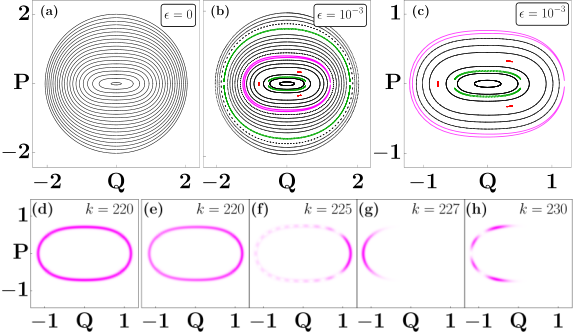 (a) ϵ = 0
(b) ϵ = 10⁻³
(c) ϵ = 10⁻³
2
P 0
−2
−2 Q 2
−2 Q 2
1
P
−1
−1 Q 1
(d) k = 220
(e) k = 220
(f) k = 225
(g) k = 227
(h) k = 230
1
P
−1
−1 Q 1
−1 Q 1
−1 Q 1
−1 Q 1
−1 Q 1